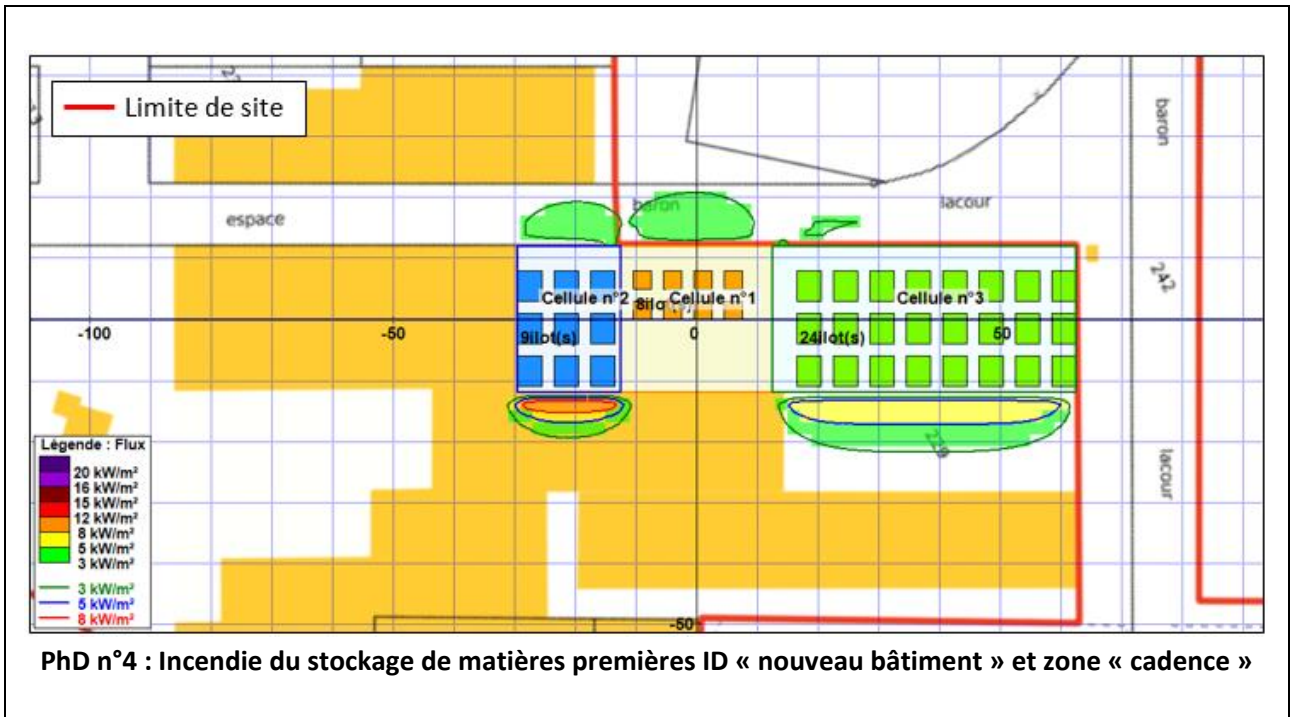 Limite de site
baron
espace
baron
lacour
242
Cellule n°2
Cellule n°1
Cellule n°3
9ilot(s)
24ilot(s)
-100
-50
0
50
229
lacour
Légende : Flux
20 kW/m²
16 kW/m²
15 kW/m²
12 kW/m²
8 kW/m²
5 kW/m²
3 kW/m²
3 kW/m²
5 kW/m²
8 kW/m²
-50
PhD n°4 : Incendie du stockage de matières premières ID « nouveau bâtiment » et zone « cadence »